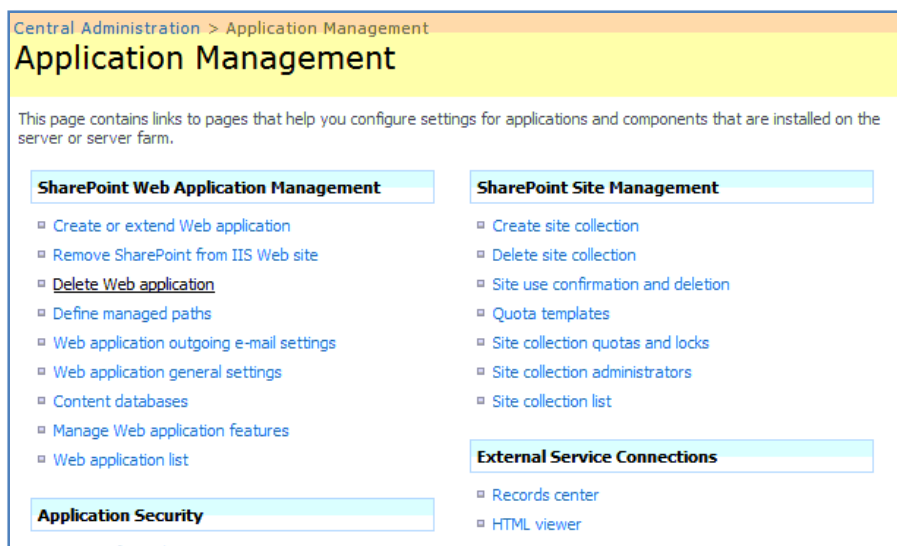 Central Administration > Application Management
Application Management
This page contains links to pages that help you configure settings for applications and components that are installed on the
server or server farm.
SharePoint Web Application Management
Create or extend Web application
Remove SharePoint from IIS Web site
Delete Web application
Define managed paths
Web application outgoing e-mail settings
Web application general settings
Content databases
Manage Web application features
Web application list
Application Security
SharePoint Site Management
Create site collection
Delete site collection
Site use confirmation and deletion
Quota templates
Site collection quotas and locks
Site collection administrators
Site collection list
External Service Connections
Records center
HTML viewer